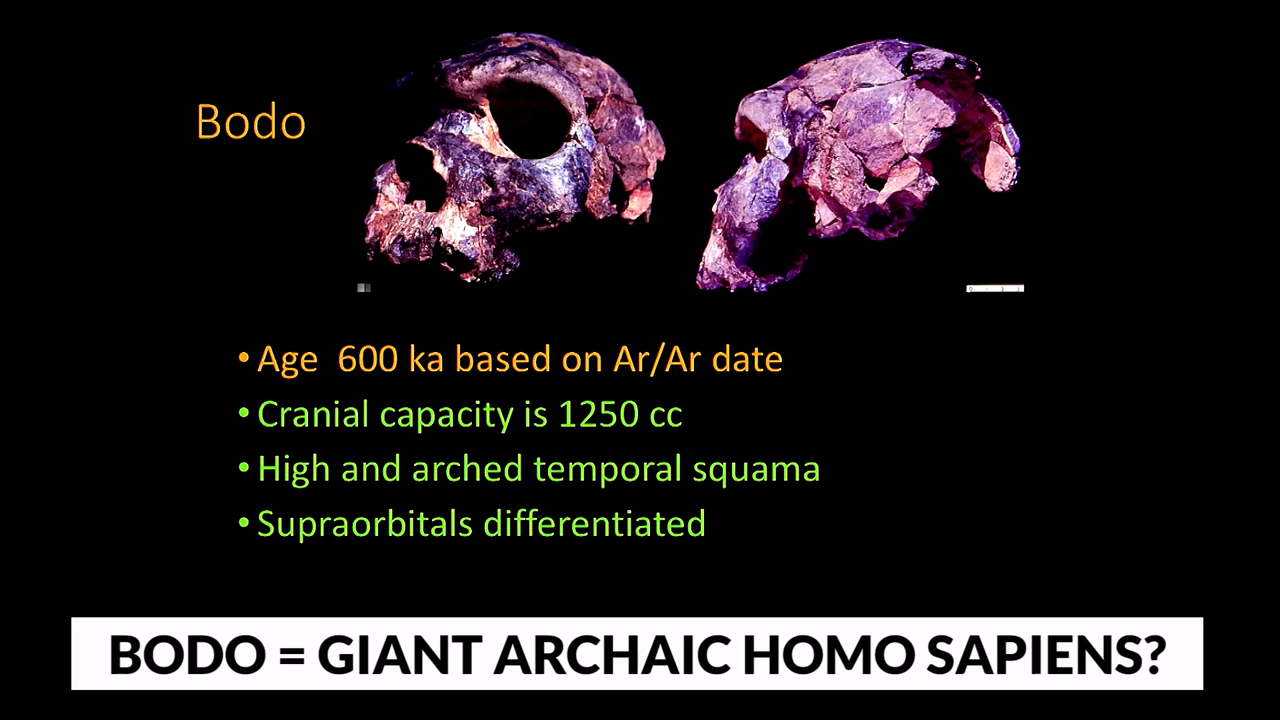 Bodo
• Age 600 ka based on Ar/Ar date
• Cranial capacity is 1250 cc
• High and arched temporal squama
• Supraorbitals differentiated
BODO = GIANT ARCHAIC HOMO SAPIENS?